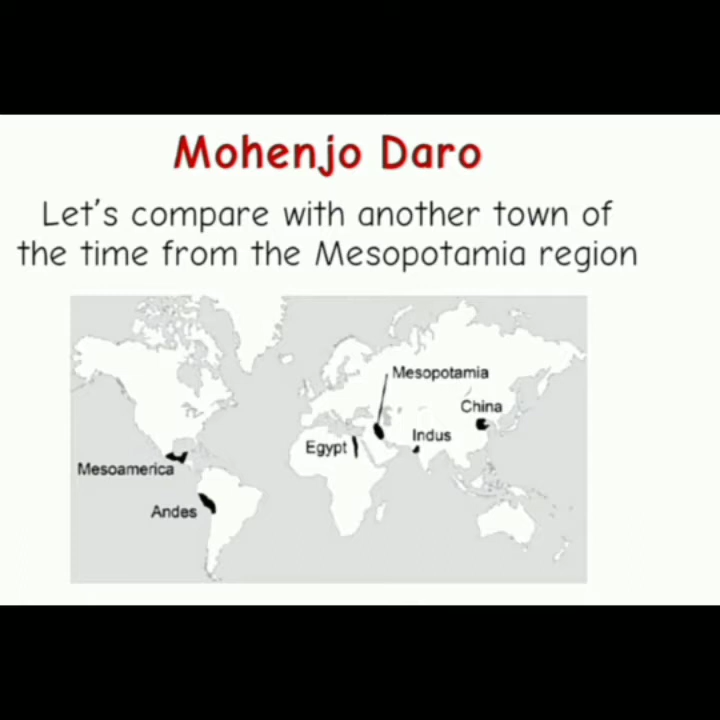 Mohenjo Daro
Let's compare with another town of
the time from the Mesopotamia region
Mesopotamia
China
Indus
Egypt
Mesoamerica
Andes